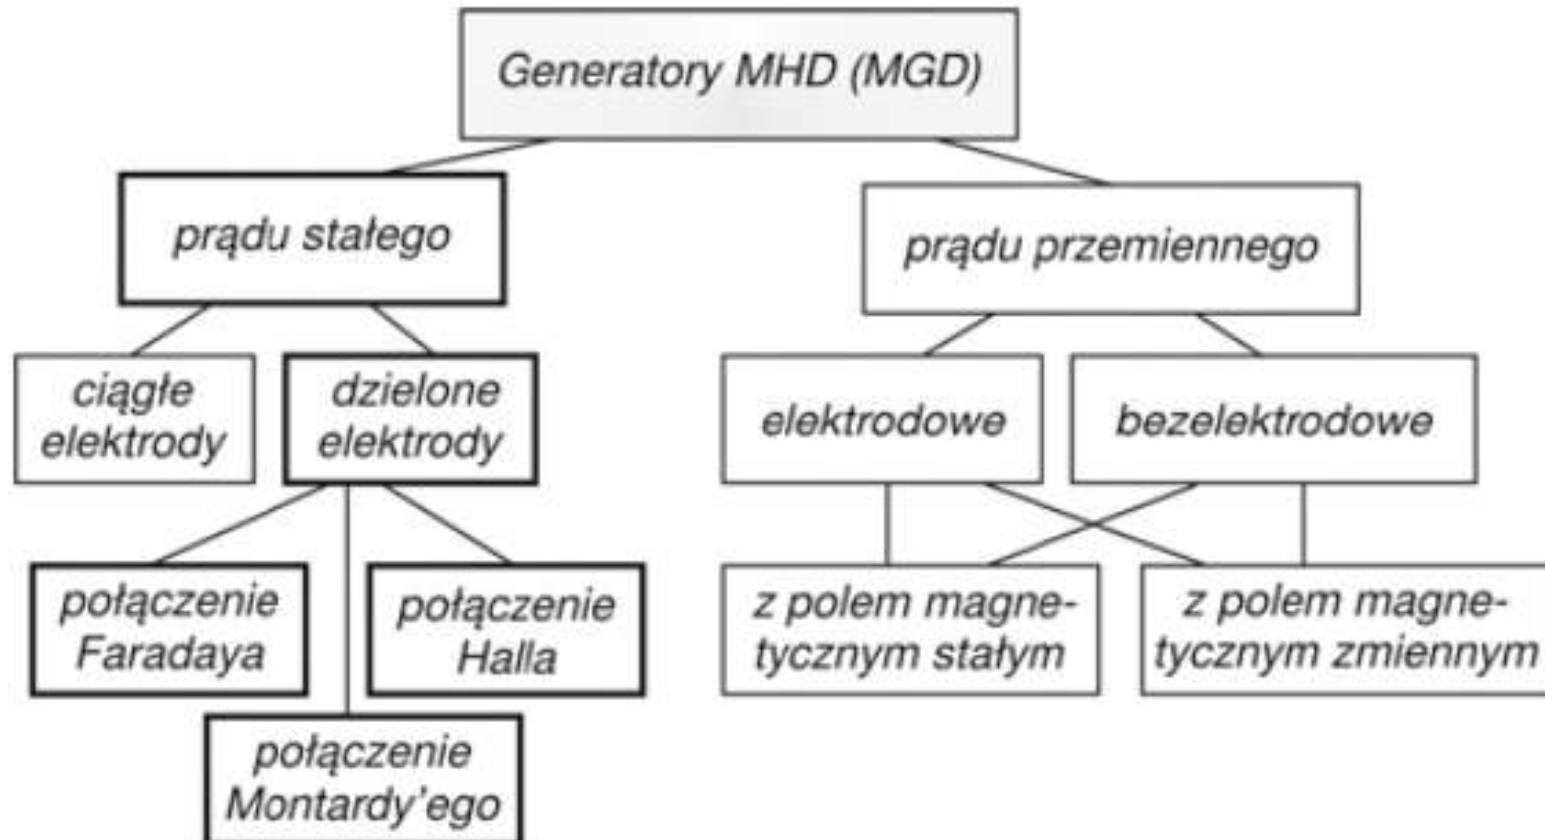 Generatory MHD (MGD)
prądu stałego
prądu przemiennego
ciągłe
elektrody
dzielone
elektrody
elektrodowe
bezelektrodowe
połączenie
Faradaya
połączenie
Halla
z polem magne-
tycznym stałym
z polem magne-
tycznym zmiennym
połączenie
Montardy'ego